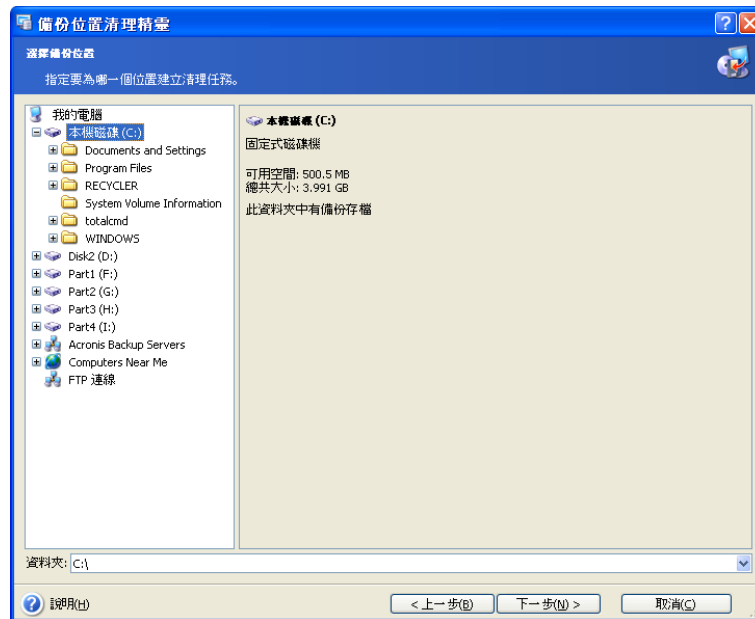 備份位置清理精靈
選擇備份位置
指定要為哪一個位置建立清理任務。
我的電腦
本機磁碟 (C:)
Documents and Settings
Program Files
RECYCLER
System Volume Information
totalcmd
WINDOWS
Disk2 (D:)
Part1 (F:)
Part2 (G:)
Part3 (H:)
Part4 (I:)
Acronis Backup Servers
Computers Near Me
FTP 連線
本機磁碟 (C:)
固定式磁碟機
可用空間: 500.5 MB
總共大小: 3.991 GB
此資料夾中有備份存檔
資料夾: C:\
說明(H)
< 上一步(B)
下一步(N) >
取消(C)